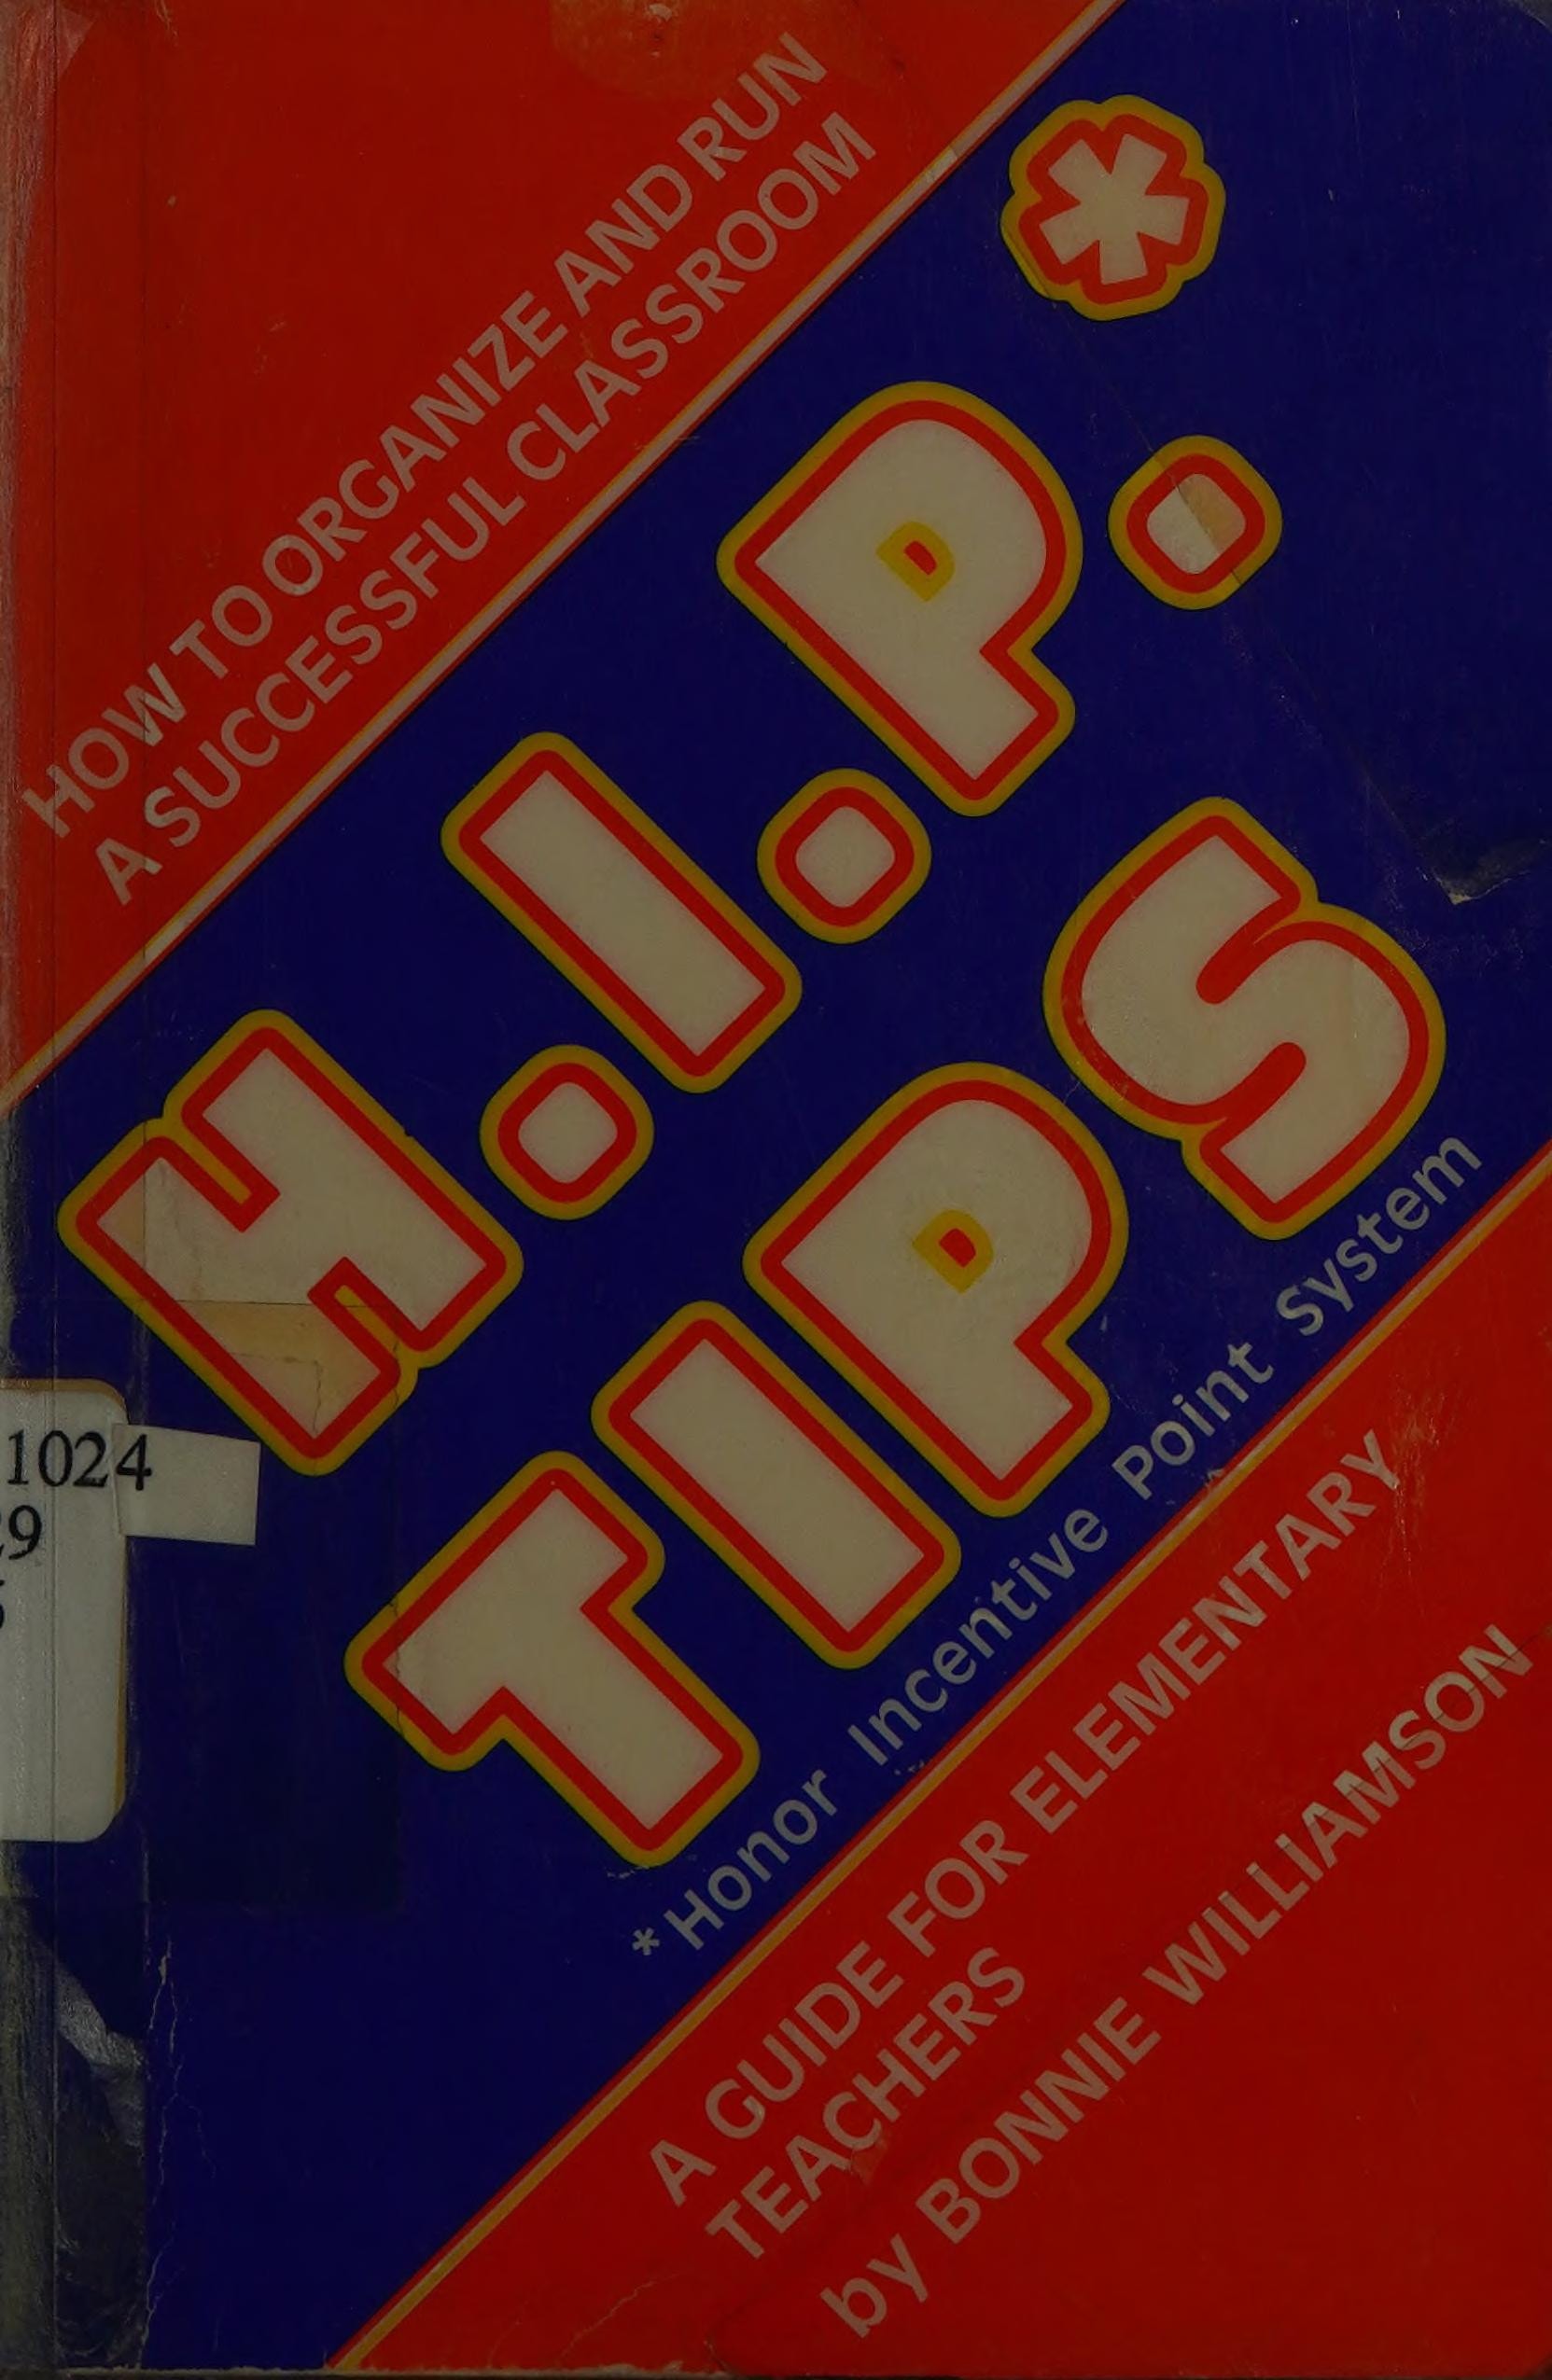 HOW TO ORGANIZE AND RUN
A SUCCESSFUL CLASSROOM
H.I.P.*
TIPS
*Honor Incentive Point System
A GUIDE FOR ELEMENTARY
TEACHERS
by BONNIE WILLIAMSON
1024